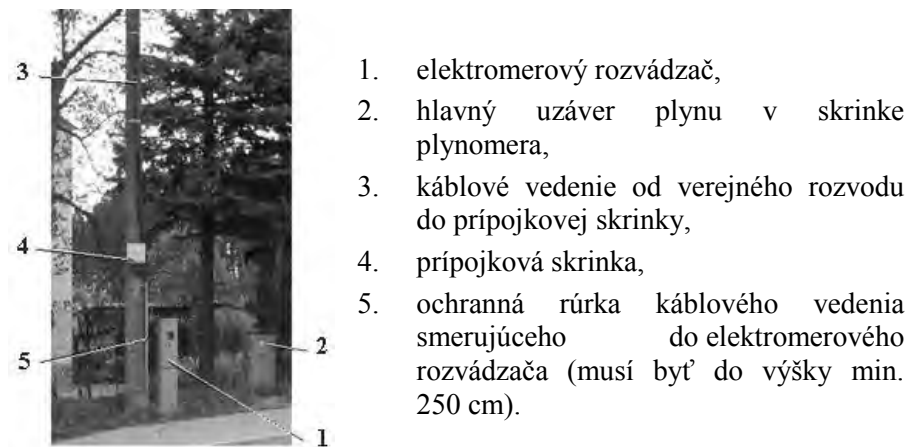 3
4
5
2
1
1. elektromerový rozvádzač,
2. hlavný uzáver plynu v skrinke
plynomera,
3. káblové vedenie od verejného rozvodu
do prípojkovej skrinky,
4. prípojková skrinka,
5. ochranná rúrka káblového vedenia
smerujúceho do elektromerového
rozvádzača (musí byť do výšky min.
250 cm).